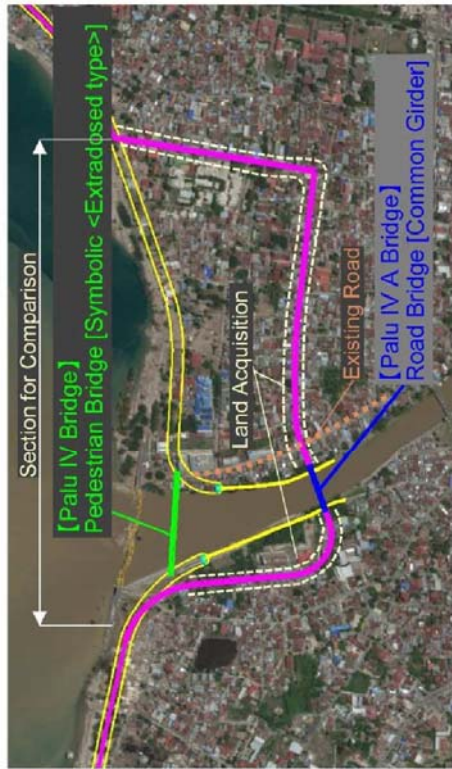 Section for Comparison
【Palu IV Bridge】
Pedestrian Bridge [Symbolic <Extradosed type>]
Land Acquisition
Existing Road
【Palu IV A Bridge】
Road Bridge [Common Girder]